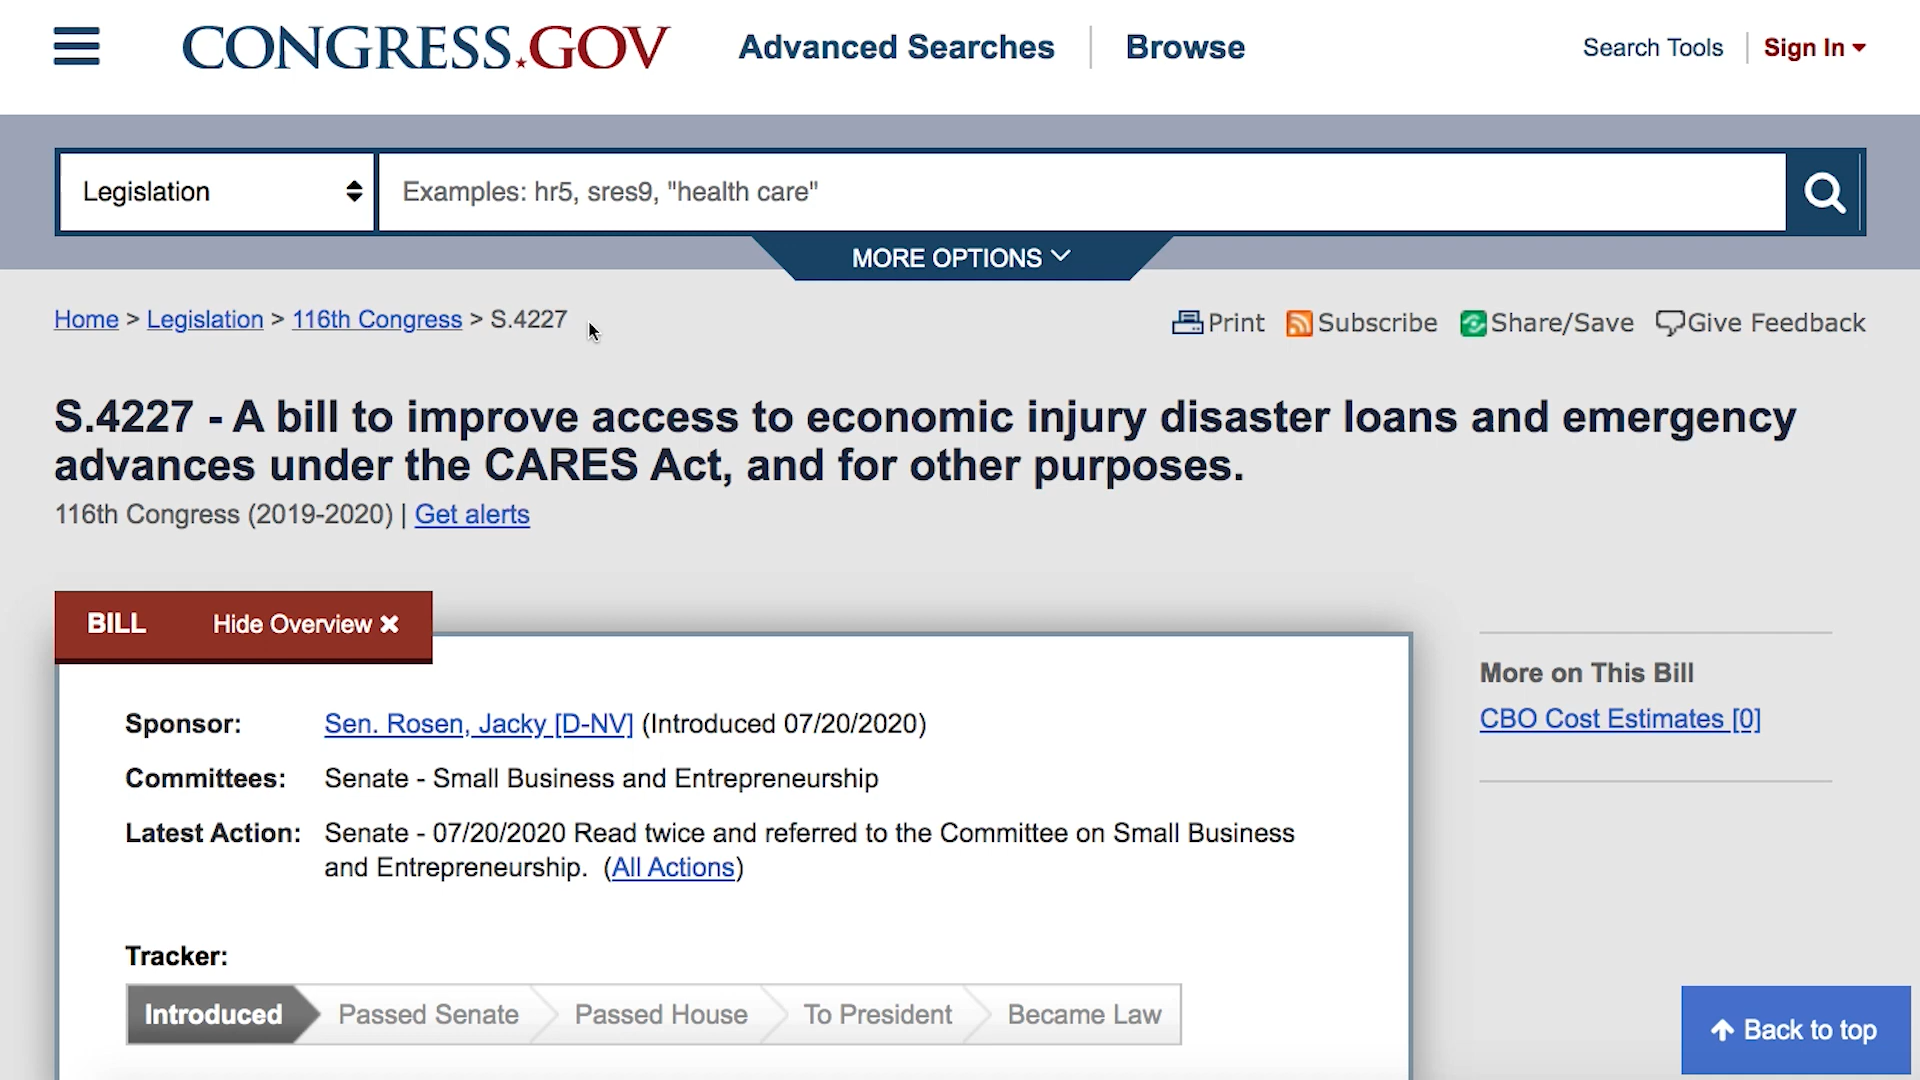 CONGRESS.GOV
Advanced Searches
Browse
Search Tools
Sign In
Legislation
Examples: hr5, sres9, "health care"
MORE OPTIONS
Home > Legislation > 116th Congress > S.4227
Print
Subscribe
Share/Save
Give Feedback
S.4227 - A bill to improve access to economic injury disaster loans and emergency
advances under the CARES Act, and for other purposes.
116th Congress (2019-2020) | Get alerts
BILL
Hide Overview ✖
Sponsor: Sen. Rosen, Jacky [D-NV] (Introduced 07/20/2020)
Committees: Senate - Small Business and Entrepreneurship
Latest Action: Senate - 07/20/2020 Read twice and referred to the Committee on Small Business
and Entrepreneurship. (All Actions)
Tracker:
Introduced
Passed Senate
Passed House
To President
Became Law
More on This Bill
CBO Cost Estimates [0]
Back to top